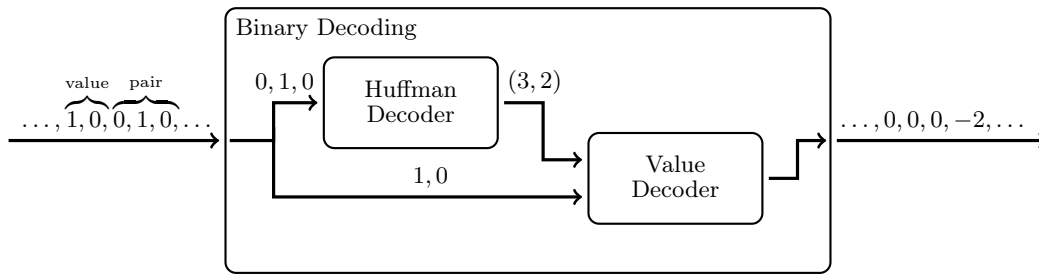 Binary Decoding
value
pair
..., 1, 0, 0, 1, 0, ...
0, 1, 0
Huffman
Decoder
(3, 2)
1, 0
Value
Decoder
..., 0, 0, 0, −2, ...